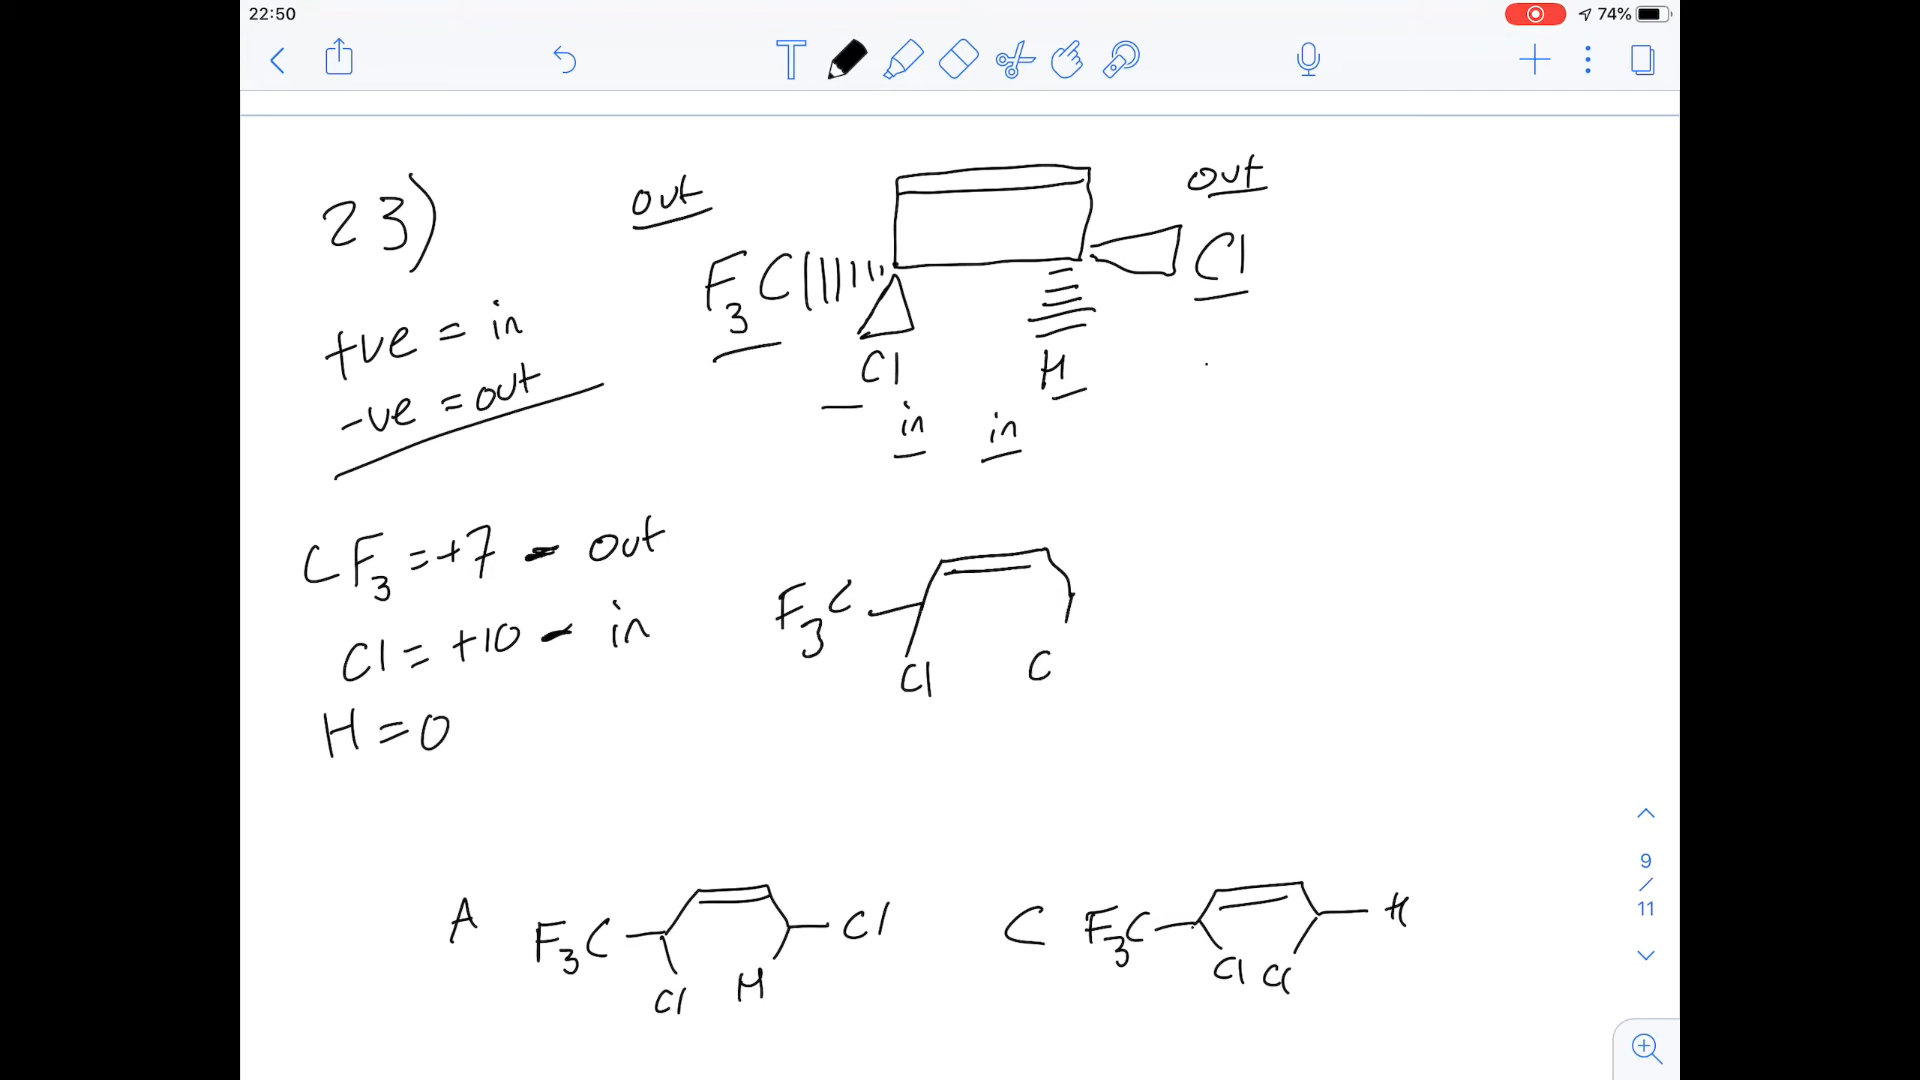 22:50
74%
T
23)
out
out
F3C
Cl
+ve = in
-ve = out
Cl
H
in
in
CF3 = +7 - out
Cl = +10 - in
H = 0
F3C
Cl
C
A
F3C
Cl
Cl
H
C
F3C
H
Cl
Cl
9
/
11